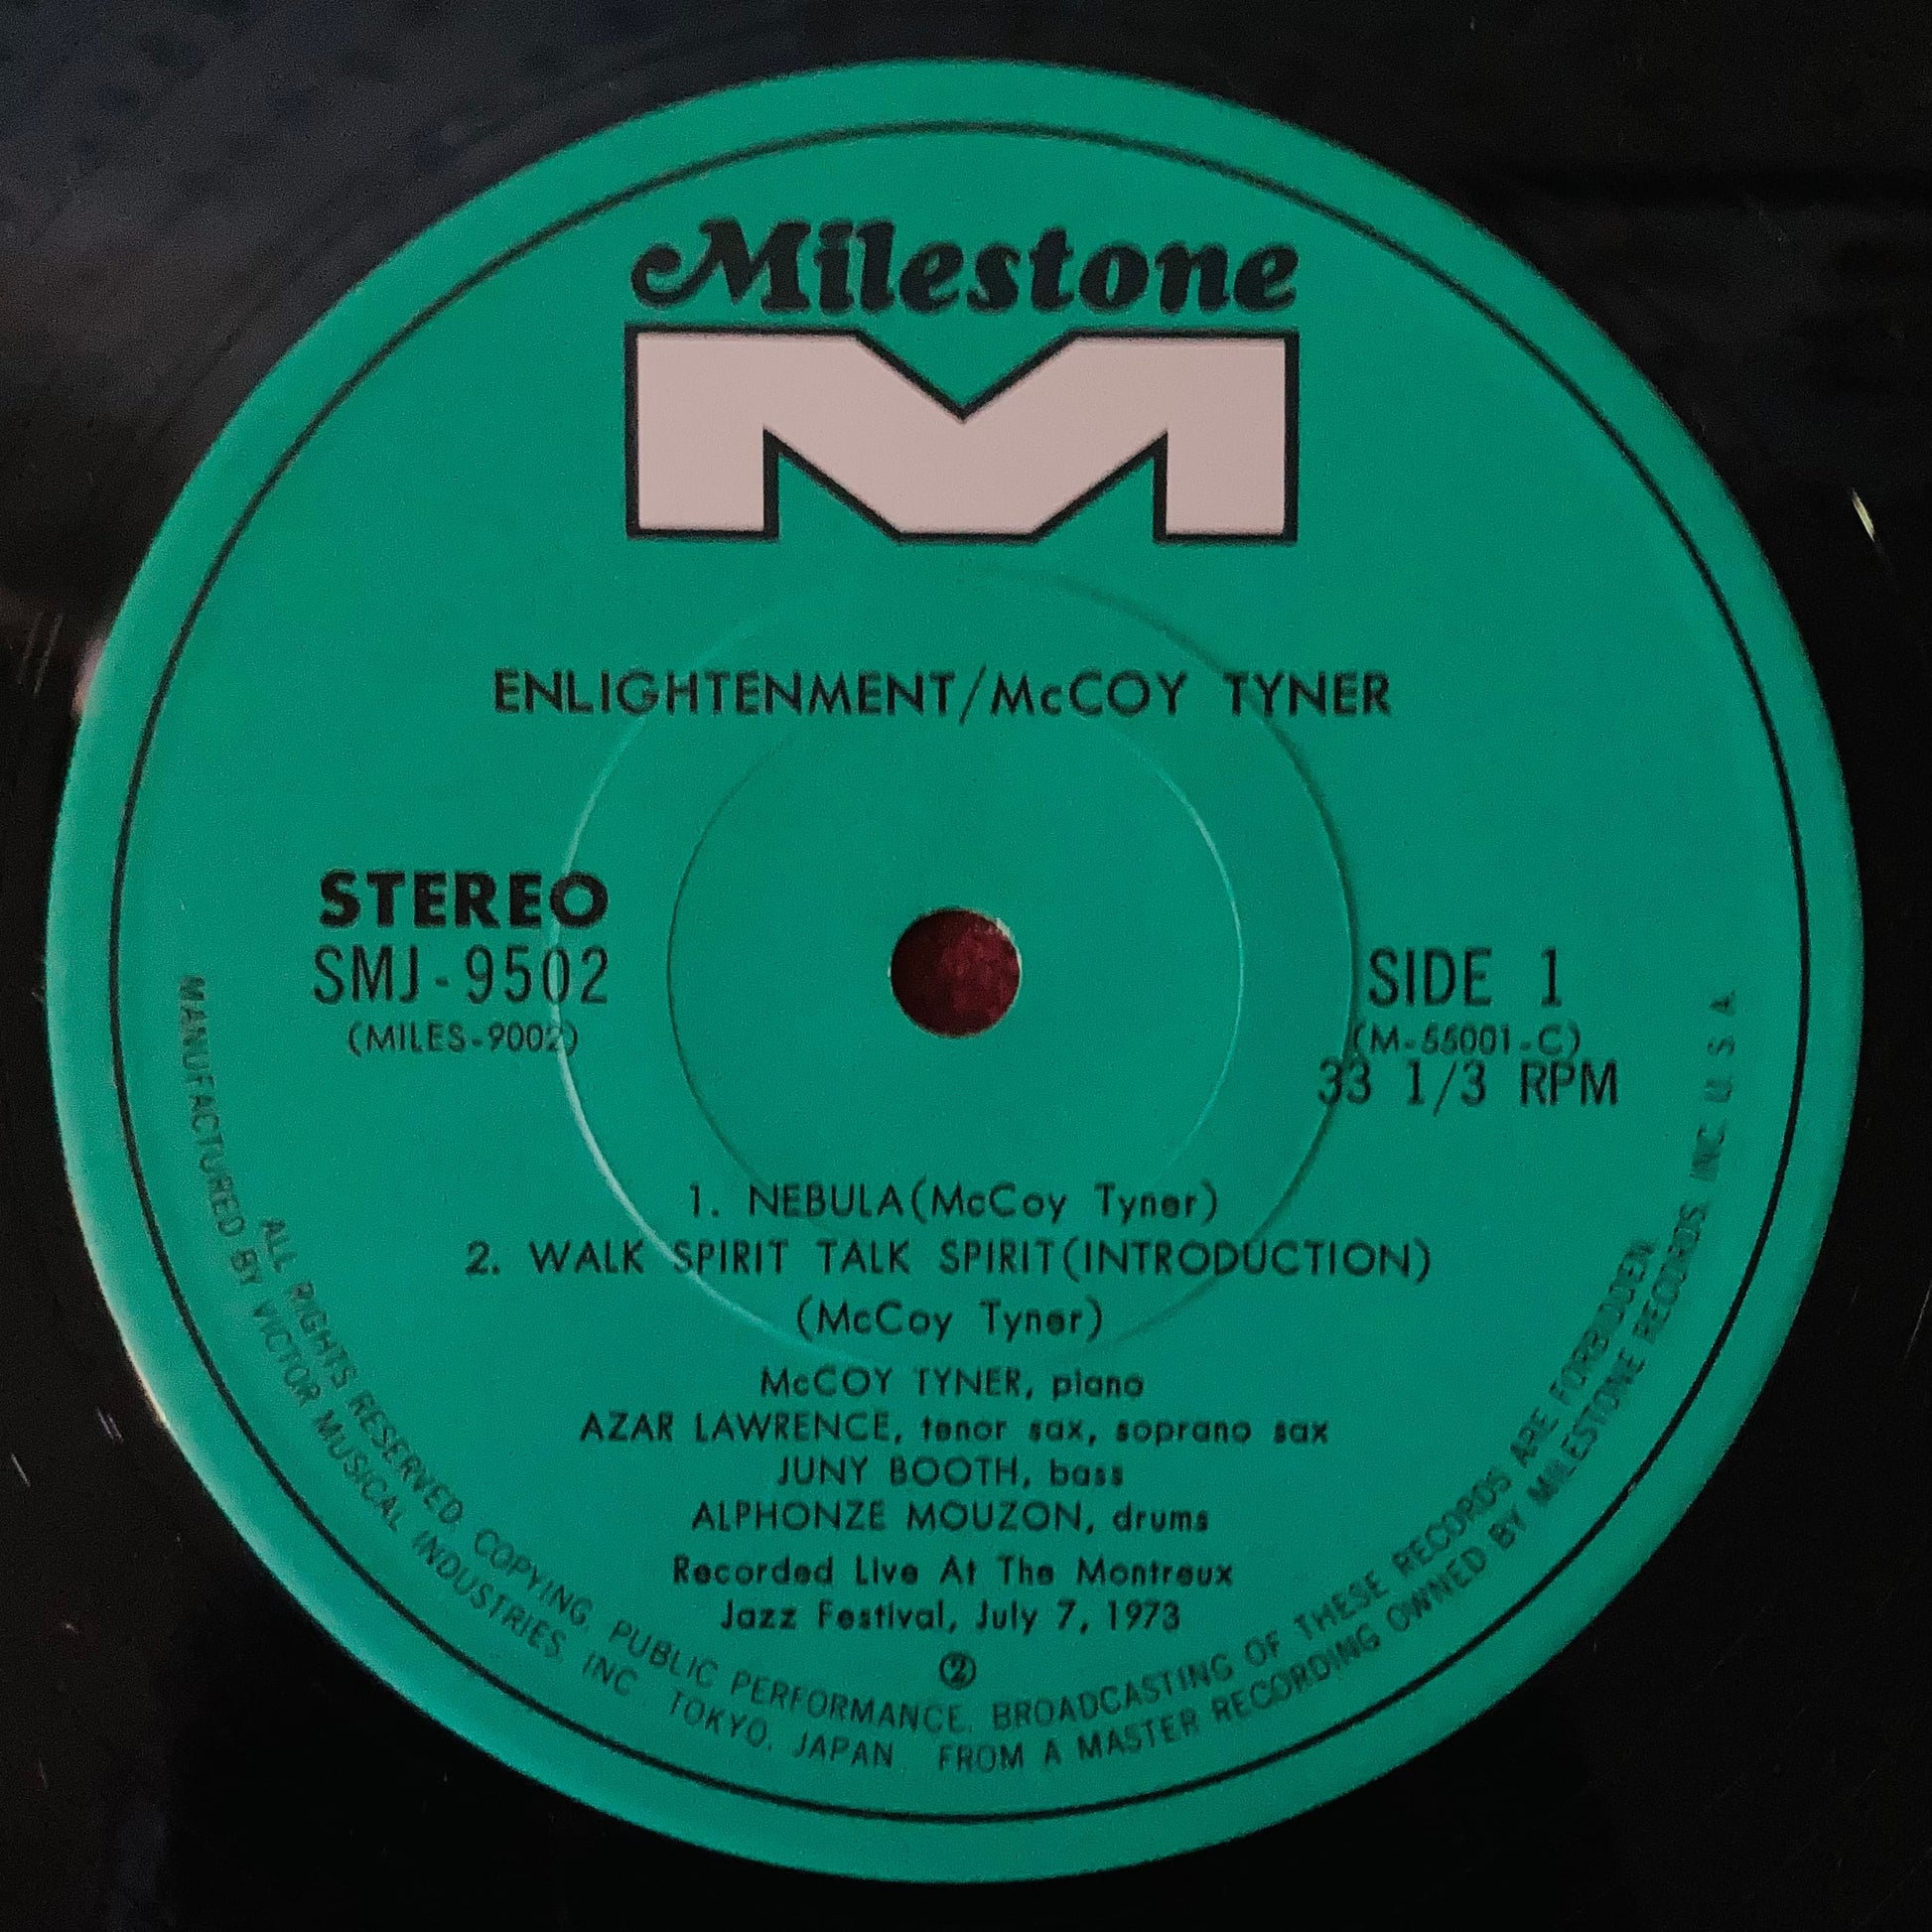 Milestone
ENLIGHTENMENT/McCOY TYNER
STEREO
SMJ-9502
(MILES-9002)
SIDE 1
(M-55001-C)
33 1/3 RPM
1. NEBULA(McCoy Tyner)
2. WALK SPIRIT TALK SPIRIT(INTRODUCTION)
(McCoy Tyner)
McCOY TYNER, piano
AZAR LAWRENCE, tenor sax, soprano sax
JUNY BOOTH, bass
ALPHONZE MOUZON, drums
Recorded Live At The Montreux
Jazz Festival, July 7, 1973
②
ALL RIGHTS RESERVED. COPYING. PUBLIC PERFORMANCE. BROADCASTING OF THESE RECORDS ARE FORBIDDEN.
MANUFACTURED BY VICTOR MUSICAL INDUSTRIES, INC. TOKYO, JAPAN. FROM A MASTER RECORDING OWNED BY MILESTONE RECORDS. INC. U.S.A.